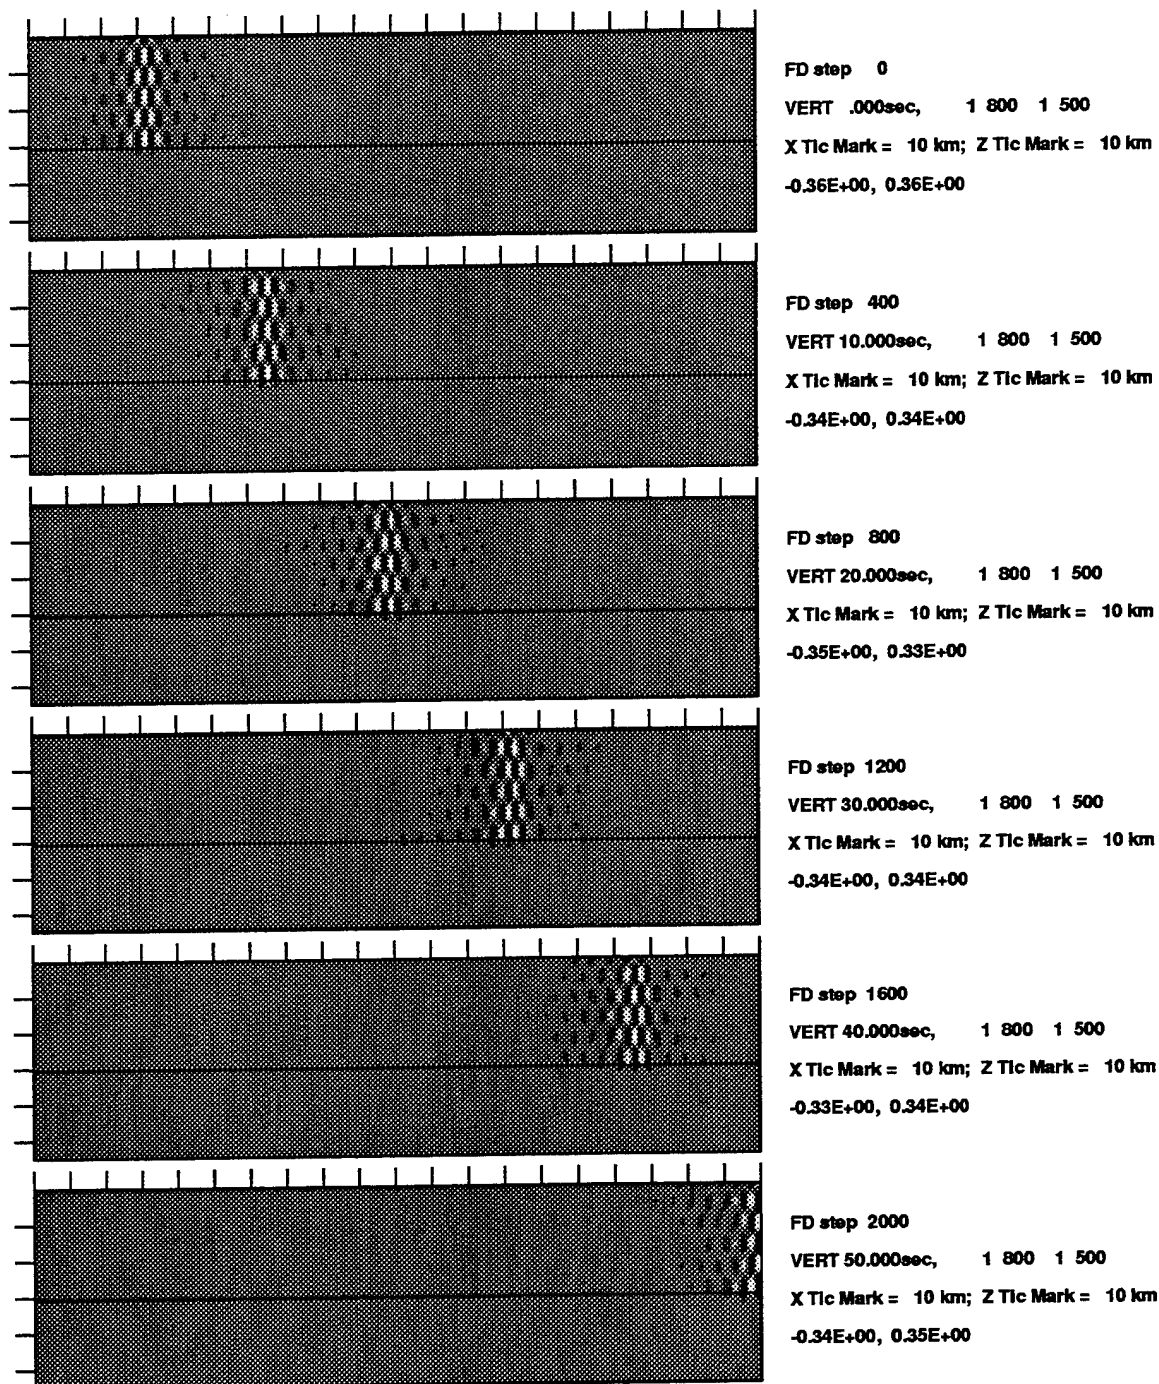 FD step 0
VERT .000sec, 1 800 1 500
X Tic Mark = 10 km; Z Tic Mark = 10 km
-0.36E+00, 0.36E+00
FD step 400
VERT 10.000sec, 1 800 1 500
X Tic Mark = 10 km; Z Tic Mark = 10 km
-0.34E+00, 0.34E+00
FD step 800
VERT 20.000sec, 1 800 1 500
X Tic Mark = 10 km; Z Tic Mark = 10 km
-0.35E+00, 0.33E+00
FD step 1200
VERT 30.000sec, 1 800 1 500
X Tic Mark = 10 km; Z Tic Mark = 10 km
-0.34E+00, 0.34E+00
FD step 1600
VERT 40.000sec, 1 800 1 500
X Tic Mark = 10 km; Z Tic Mark = 10 km
-0.33E+00, 0.34E+00
FD step 2000
VERT 50.000sec, 1 800 1 500
X Tic Mark = 10 km; Z Tic Mark = 10 km
-0.34E+00, 0.35E+00